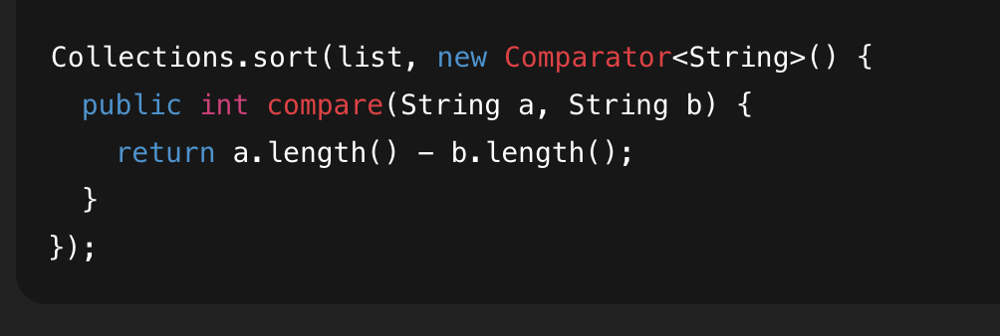 Collections.sort(list, new Comparator<String>() {
  public int compare(String a, String b) {
    return a.length() - b.length();
  }
});